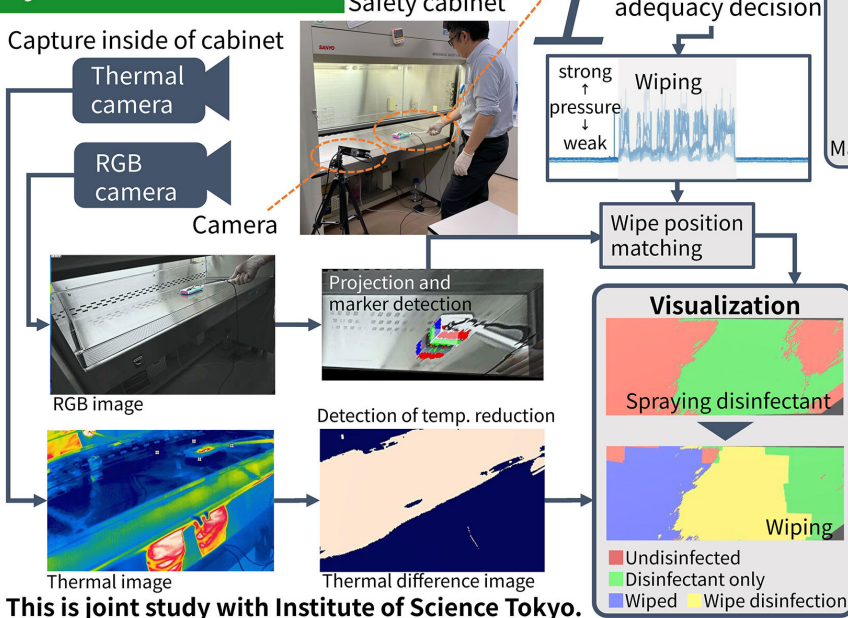 Safety cabinet
adequacy decision
Capture inside of cabinet
Thermal
camera
RGB
camera
Camera
SANYO
strong
↑
pressure
↓
weak
Wiping
Wipe position
matching
Projection and
marker detection
RGB image
Detection of temp. reduction
Thermal image
Thermal difference image
Visualization
Spraying disinfectant
Wiping
Undisinfected
Disinfectant only
Wiped
Wipe disinfection
This is joint study with Institute of Science Tokyo.